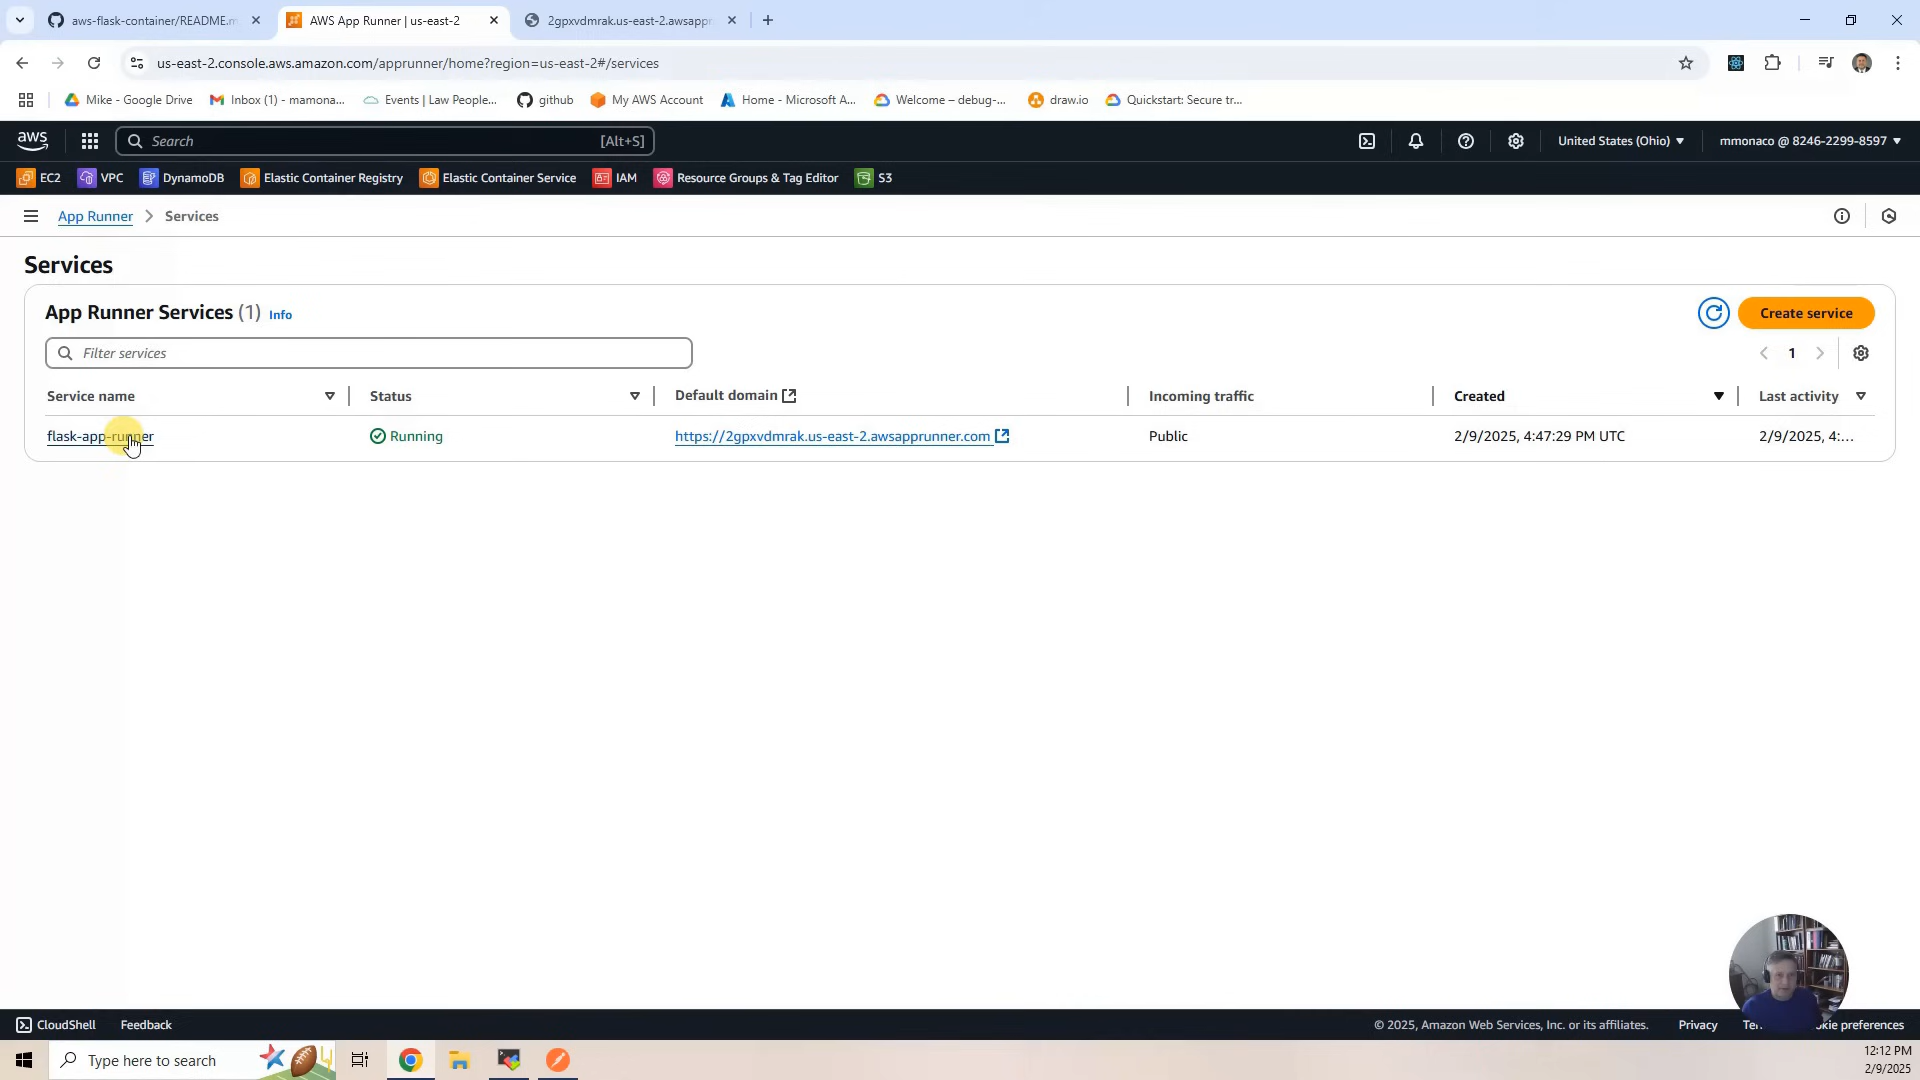 aws-flask-container/README.m
AWS App Runner | us-east-2
2gpxvdmrak.us-east-2.awsappr
us-east-2.console.aws.amazon.com/apprunner/home?region=us-east-2#/services
Mike - Google Drive
Inbox (1) - mamona...
Events | Law People...
github
My AWS Account
Home - Microsoft A...
Welcome – debug-...
draw.io
Quickstart: Secure tr...
aws
Search
[Alt+S]
United States (Ohio)
mmonaco @ 8246-2299-8597
EC2
VPC
DynamoDB
Elastic Container Registry
Elastic Container Service
IAM
Resource Groups & Tag Editor
S3
App Runner
Services
Services
App Runner Services (1) Info
Create service
Filter services
1
Service name
Status
Default domain
Incoming traffic
Created
Last activity
flask-app-runner
Running
https://2gpxvdmrak.us-east-2.awsapprunner.com
Public
2/9/2025, 4:47:29 PM UTC
2/9/2025, 4:...
CloudShell
Feedback
© 2025, Amazon Web Services, Inc. or its affiliates.
Privacy
Te
kie preferences
Type here to search
12:12 PM
2/9/2025